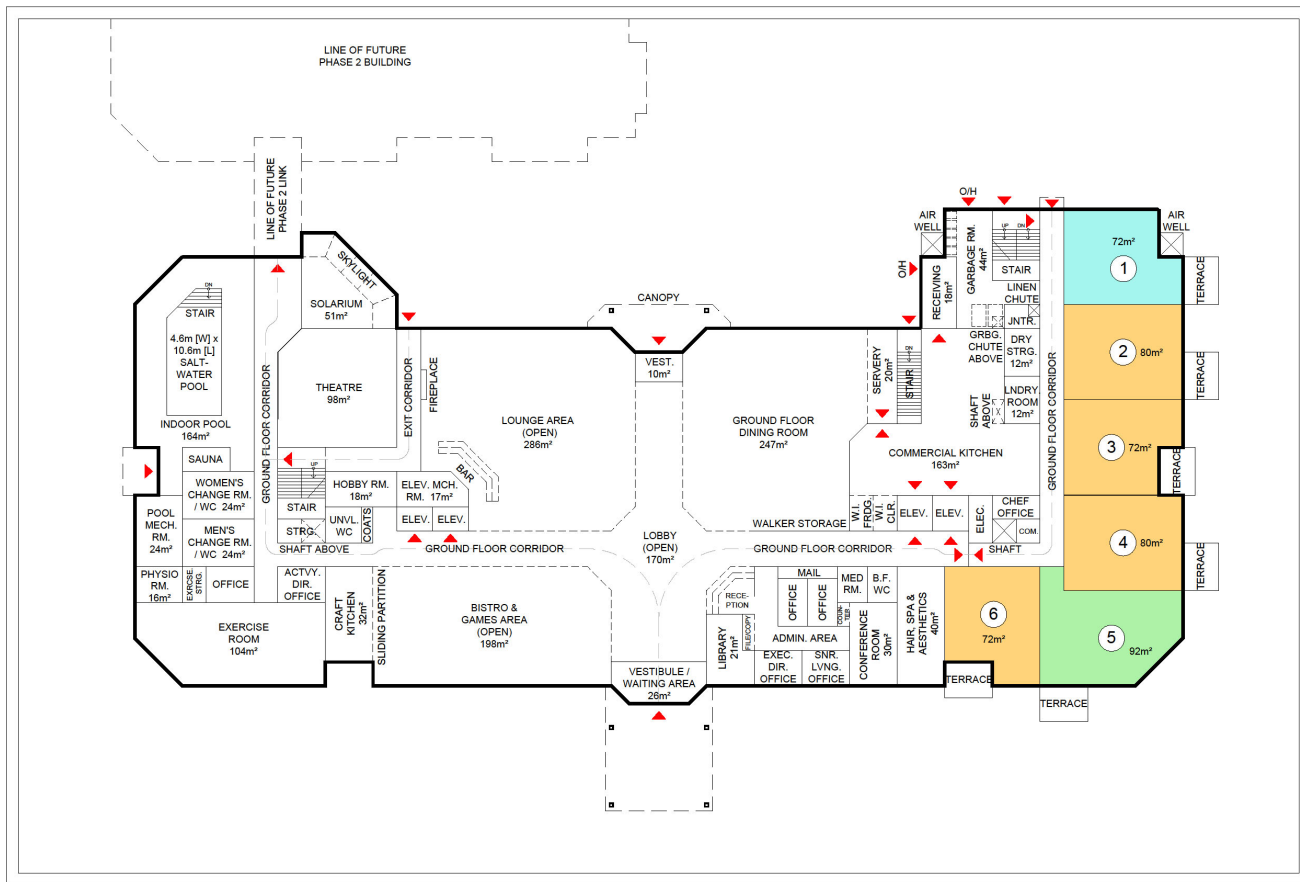 LINE OF FUTURE
PHASE 2 BUILDING
LINE OF FUTURE
PHASE 2 LINK
O/H
AIR
WELL
AIR
WELL
SKYLIGHT
SOLARIUM
51m²
DN
STAIR
4.6m [W] x
10.6m [L]
SALT-
WATER
POOL
INDOOR POOL
164m²
THEATRE
98m²
GROUND FLOOR CORRIDOR
EXIT CORRIDOR
FIREPLACE
CANOPY
VEST.
10m²
LOUNGE AREA
(OPEN)
286m²
BAR
GROUND FLOOR
DINING ROOM
247m²
SERVERY
20m²
DN
STAIR
O/H
RECEIVING
18m²
GARBAGE RM.
44m²
UP
DN
STAIR
LINEN
CHUTE
JNTR.
GRBG.
CHUTE
ABOVE
DRY
STRG.
12m²
LNDRY
ROOM
12m²
SHAFT
ABOVE
COMMERCIAL KITCHEN
163m²
GROUND FLOOR CORRIDOR
72m²
1
TERRACE
2
80m²
TERRACE
3
72m²
TERRACE
4
80m²
TERRACE
5
92m²
TERRACE
6
72m²
TERRACE
SAUNA
WOMEN'S
CHANGE RM.
/ WC 24m²
MEN'S
CHANGE RM.
/ WC 24m²
POOL
MECH.
RM.
24m²
PHYSIO
RM.
16m²
EXRCSE.
STRG.
OFFICE
EXERCISE
ROOM
104m²
UP
STAIR
STRG.
SHAFT ABOVE
HOBBY RM.
18m²
UNVL.
WC
COATS
ELEV. MCH.
RM. 17m²
ELEV.
ELEV.
ACTVY.
DIR.
OFFICE
CRAFT
KITCHEN
32m²
SLIDING PARTITION
GROUND FLOOR CORRIDOR
BISTRO &
GAMES AREA
(OPEN)
198m²
LOBBY
(OPEN)
170m²
VESTIBULE /
WAITING AREA
26m²
WALKER STORAGE
GROUND FLOOR CORRIDOR
W.I.
FRDG.
W.I.
CLR.
ELEV.
ELEV.
ELEC.
CHEF
OFFICE
COM.
SHAFT
RECE-
PTION
MAIL
OFFICE
OFFICE
MED
RM.
B.F.
WC
COUN-
TER
LIBRARY
21m²
FILE/COPY
ADMIN. AREA
EXEC.
DIR.
OFFICE
SNR.
LVNG.
OFFICE
CONFERENCE
ROOM
30m²
HAIR, SPA &
AESTHETICS
40m²